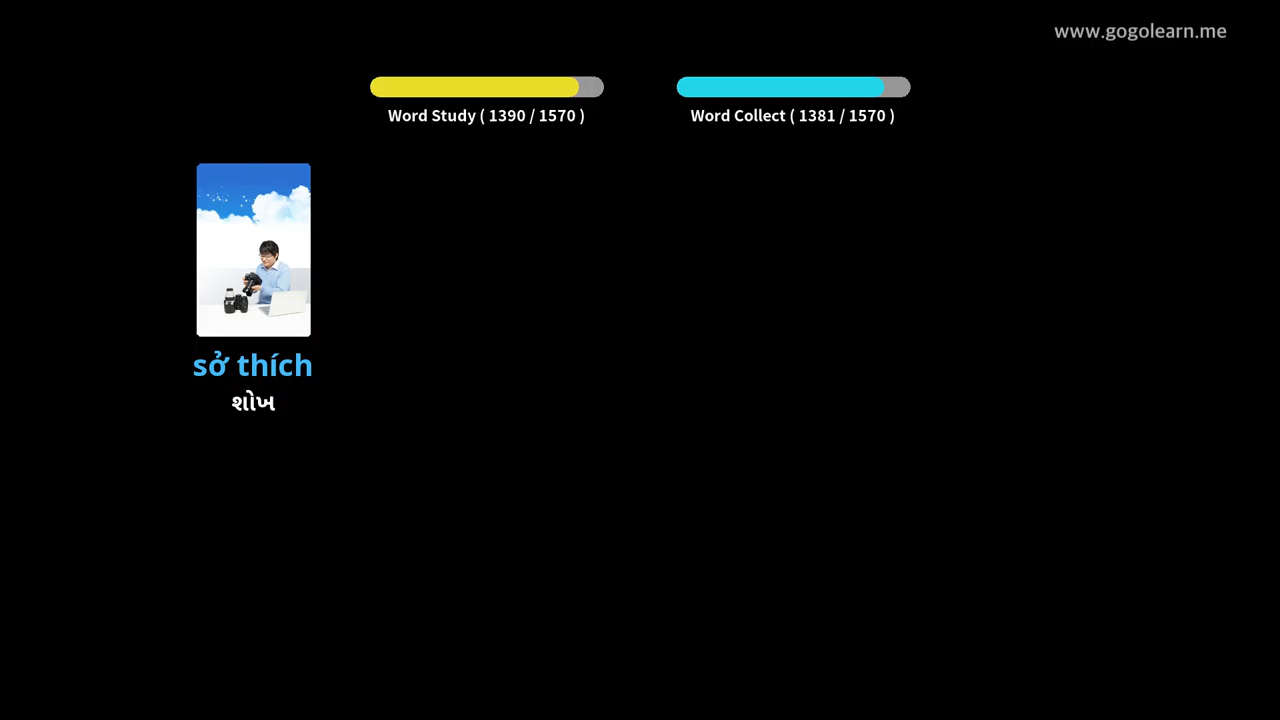 www.gogolearn.me
Word Study ( 1390 / 1570 )
Word Collect ( 1381 / 1570 )
sở thích
શોખ